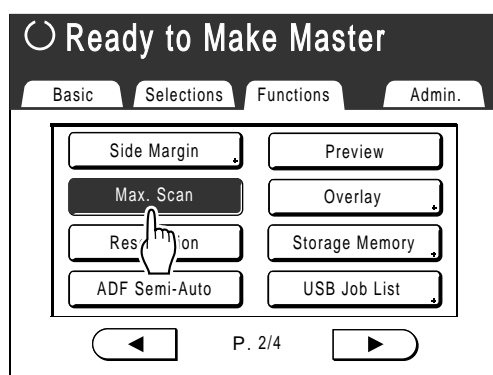 Ready to Make Master
Basic Selections Functions Admin.
Side Margin Preview
Max. Scan Overlay
Storage Memory
ADF Semi-Auto USB Job List
P. 2/4